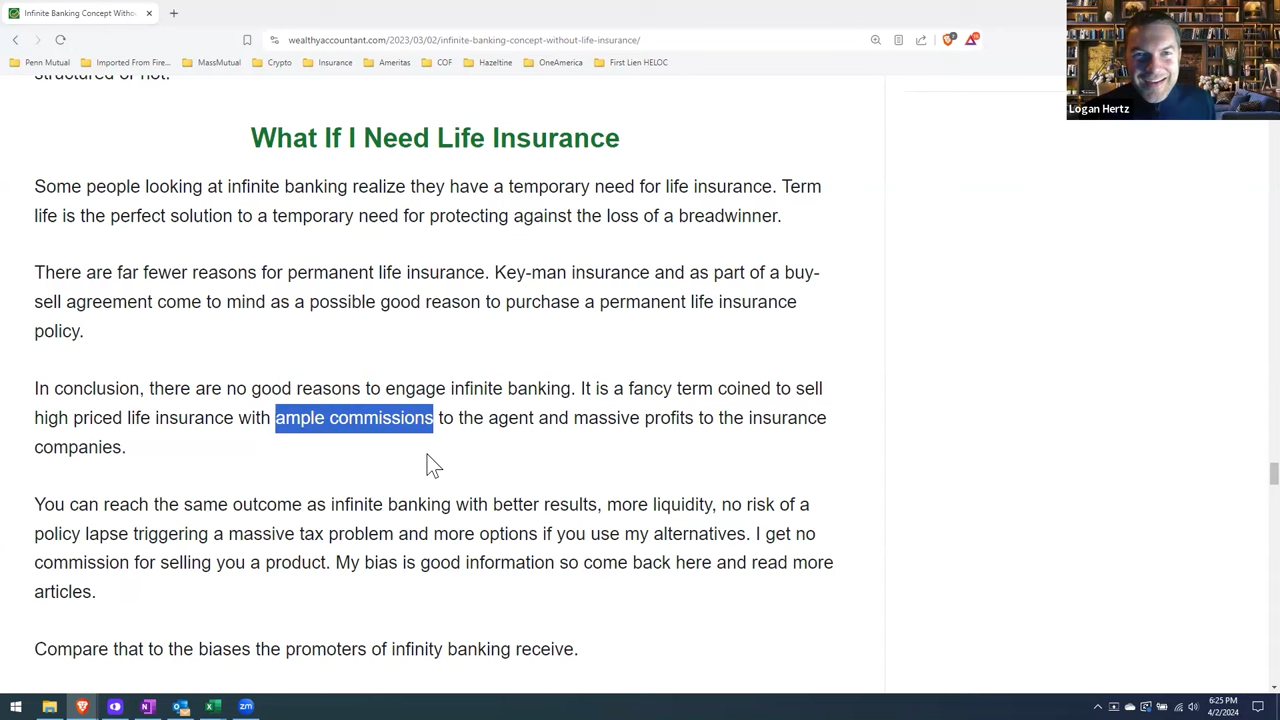 Infinite Banking Concept Witho
wealthyaccountant.com/2023/03/02/infinite-banking-concept-without-life-insurance/
Penn Mutual Imported From Fire... MassMutual Crypto Insurance Ameritas COF Hazeltine OneAmerica First Lien HELOC
Logan Hertz
structured or not.
What If I Need Life Insurance
Some people looking at infinite banking realize they have a temporary need for life insurance. Term
life is the perfect solution to a temporary need for protecting against the loss of a breadwinner.
There are far fewer reasons for permanent life insurance. Key-man insurance and as part of a buy-
sell agreement come to mind as a possible good reason to purchase a permanent life insurance
policy.
In conclusion, there are no good reasons to engage infinite banking. It is a fancy term coined to sell
high priced life insurance with ample commissions to the agent and massive profits to the insurance
companies.
You can reach the same outcome as infinite banking with better results, more liquidity, no risk of a
policy lapse triggering a massive tax problem and more options if you use my alternatives. I get no
commission for selling you a product. My bias is good information so come back here and read more
articles.
Compare that to the biases the promoters of infinity banking receive.
6:25 PM
4/2/2024